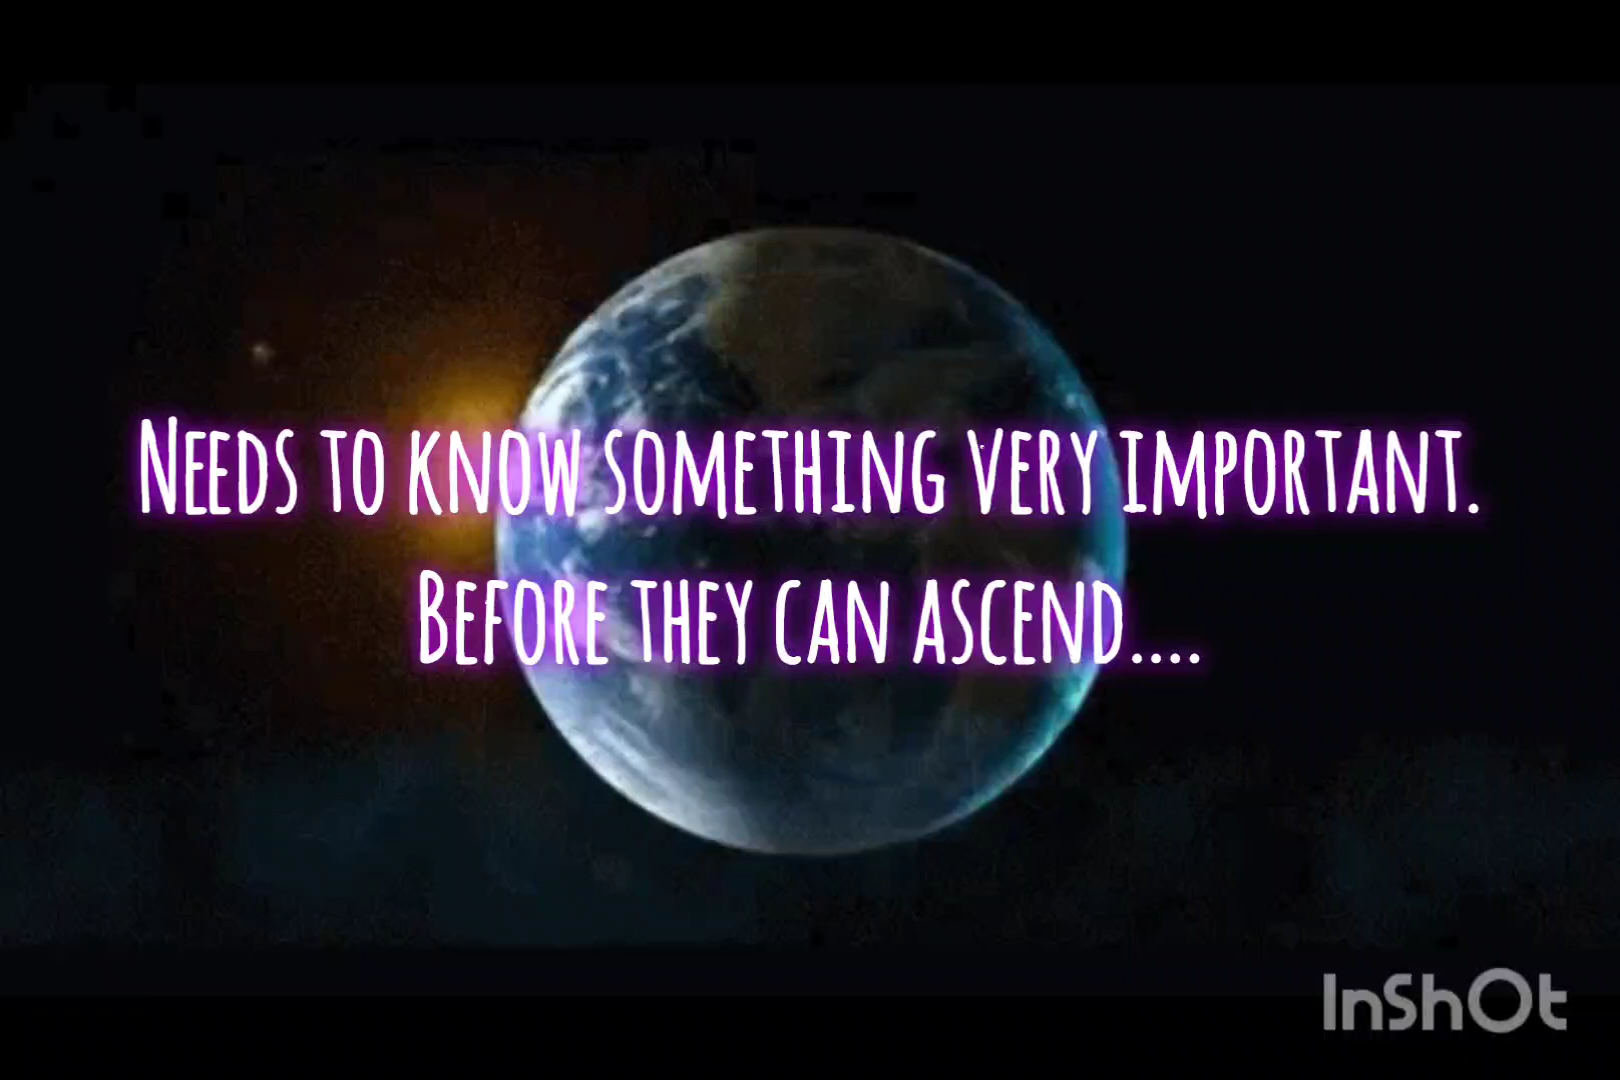 Needs to know something very important.
Before they can ascend....
InShOt